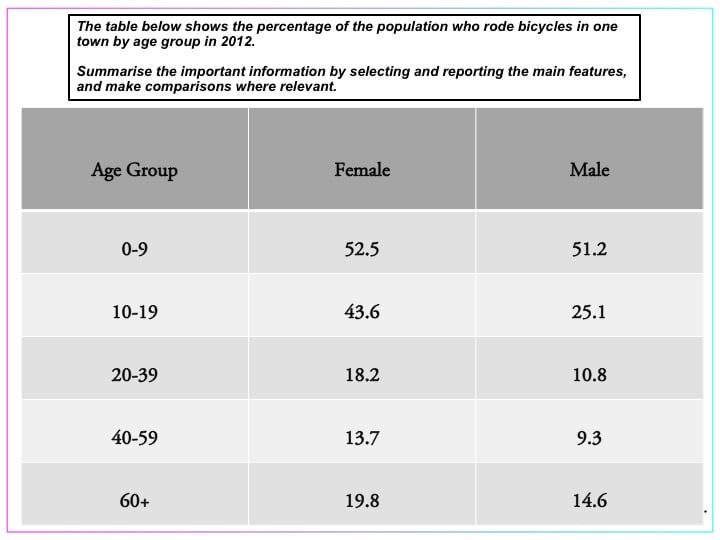 The table below shows the percentage of the population who rode bicycles in one
town by age group in 2012.
Summarise the important information by selecting and reporting the main features,
and make comparisons where relevant.
Age Group Female Male
0-9 52.5 51.2
10-19 43.6 25.1
20-39 18.2 10.8
40-59 13.7 9.3
60+ 19.8 14.6
.